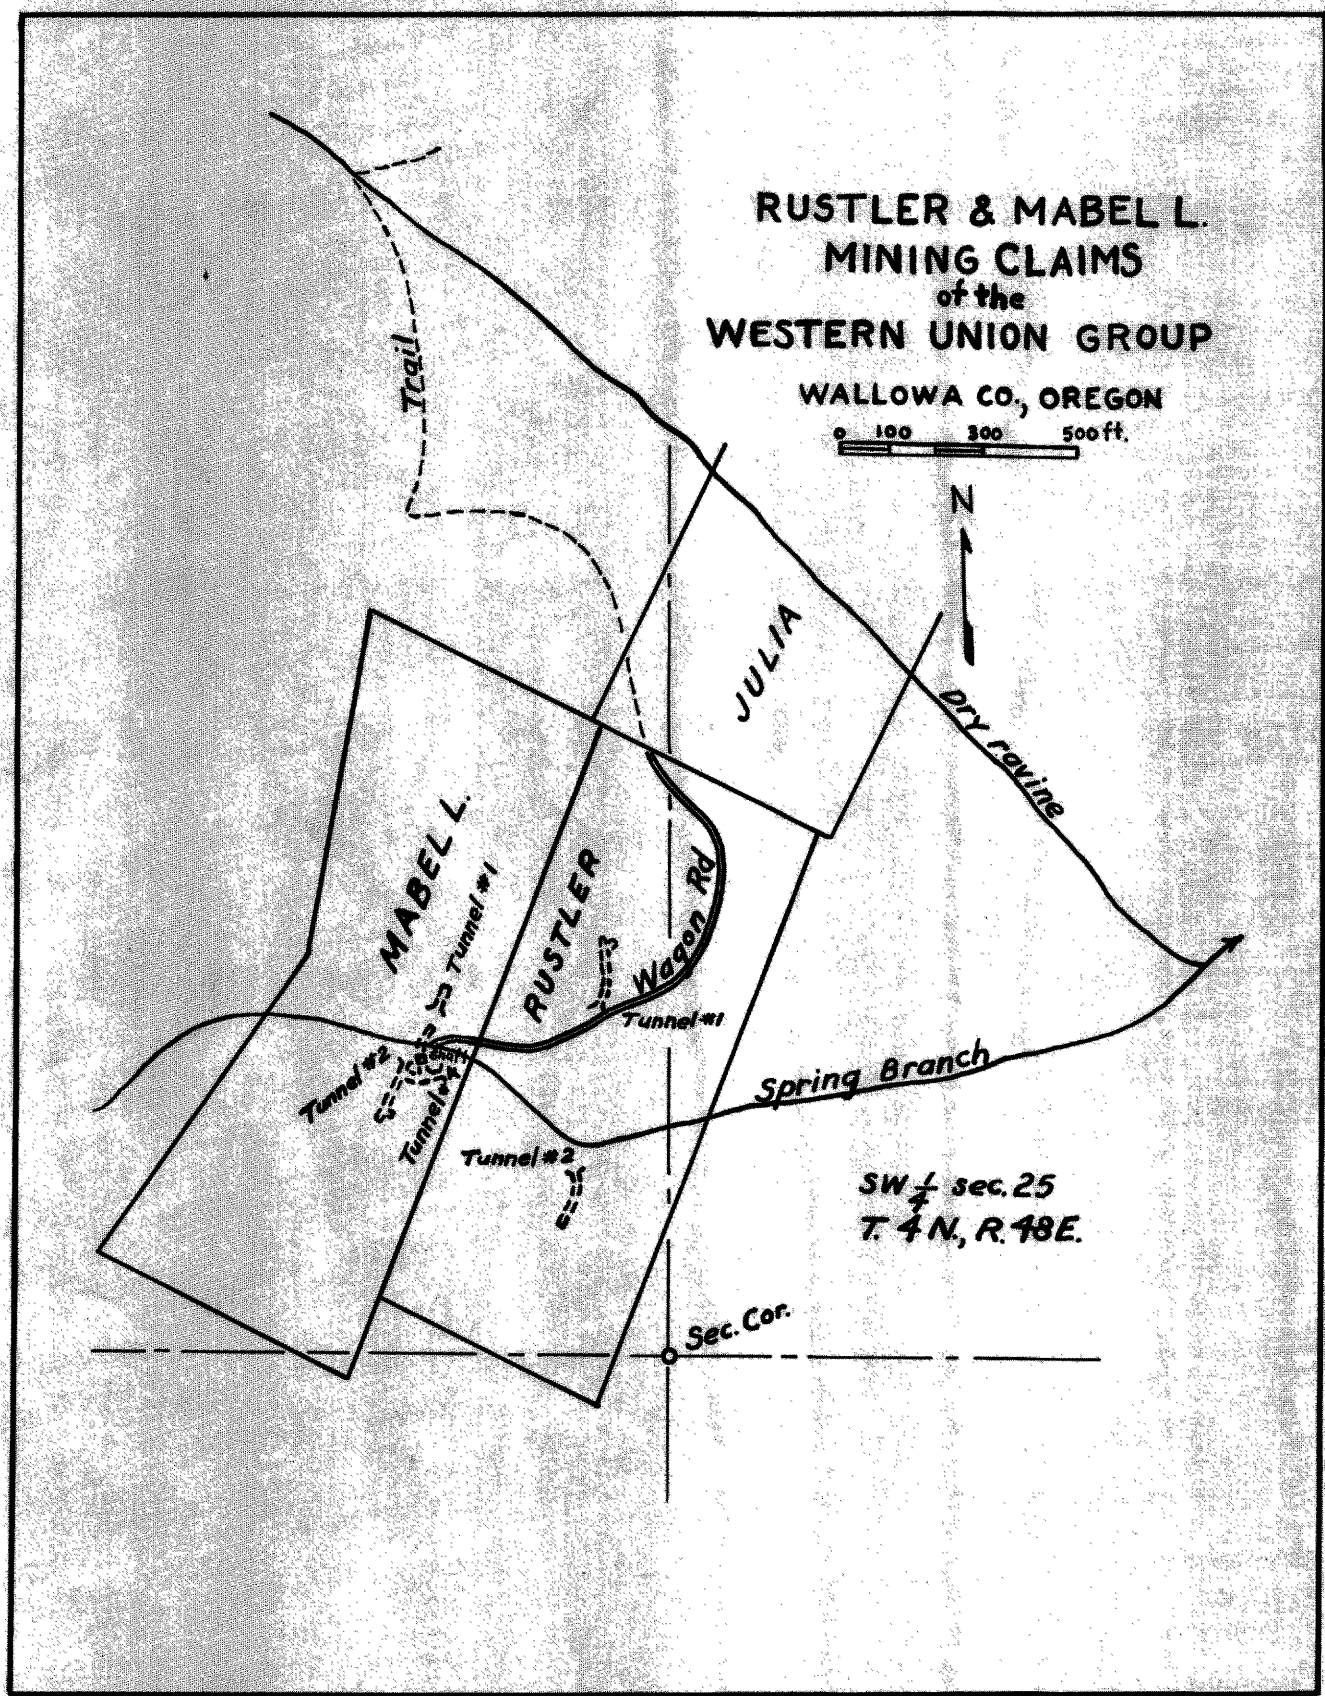 RUSTLER & MABEL L.
MINING CLAIMS
of the
WESTERN UNION GROUP
WALLOWA CO., OREGON
0 100 300 500 ft.
N
Trail
JULIA
Dry ravine
MABEL L.
Tunnel #1
RUSTLER
Wagon Rd
Tunnel #1
Tunnel #2
Shaft
Tunnel
Tunnel #2
Spring Branch
SW 1/4 sec. 25
T. 4 N., R. 48 E.
Sec. Cor.